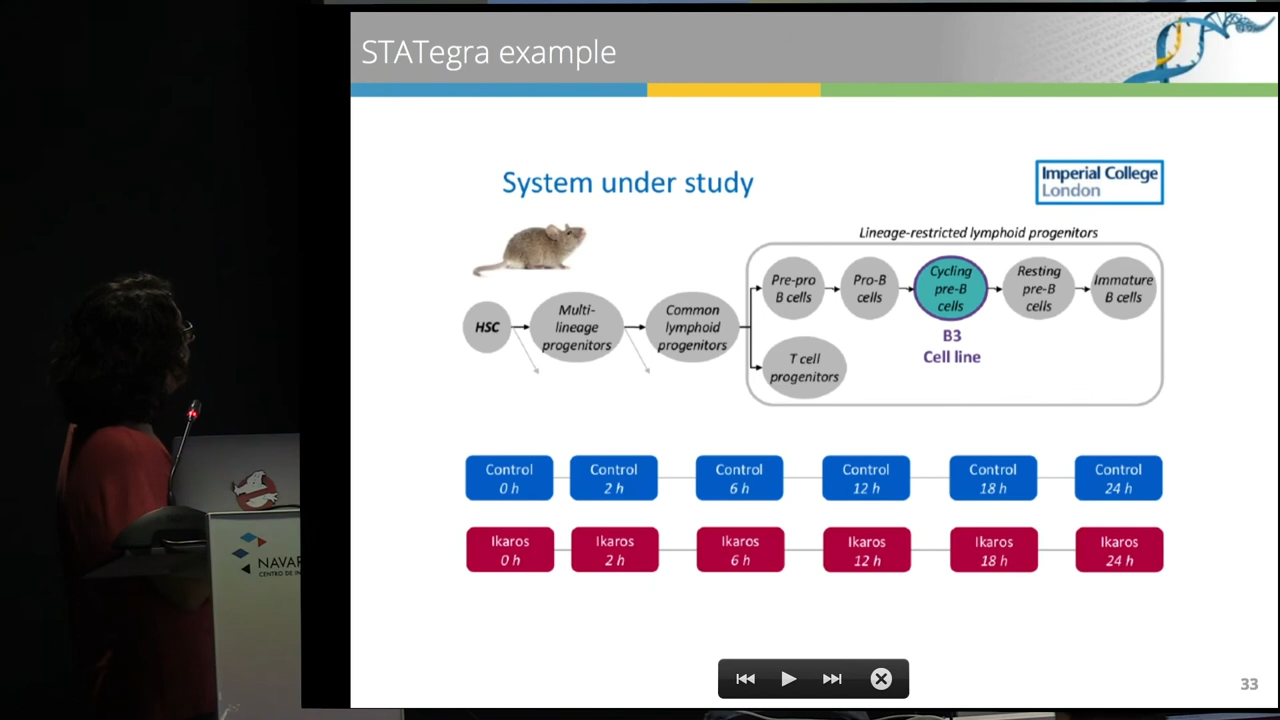 STATegra example
System under study
Imperial College
London
Lineage-restricted lymphoid progenitors
HSC
Multi-
lineage
progenitors
Common
lymphoid
progenitors
Pre-pro
B cells
Pro-B
cells
Cycling
pre-B
cells
Resting
pre-B
cells
Immature
B cells
B3
Cell line
T cell
progenitors
Control
0 h
Control
2 h
Control
6 h
Control
12 h
Control
18 h
Control
24 h
Ikaros
0 h
Ikaros
2 h
Ikaros
6 h
Ikaros
12 h
Ikaros
18 h
Ikaros
24 h
33
NAVAR
CENTRO DE IN